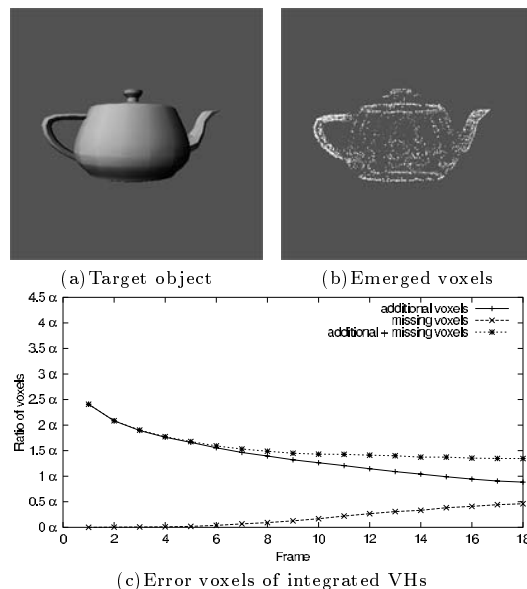 (a)Target object
(b)Emerged voxels
4.5 α
4 α
3.5 α
3 α
2.5 α
2 α
1.5 α
1 α
0.5 α
0 α
Ratio of voxels
additional voxels
missing voxels
additional + missing voxels
0 2 4 6 8 10 12 14 16 18
Frame
(c)Error voxels of integrated VHs